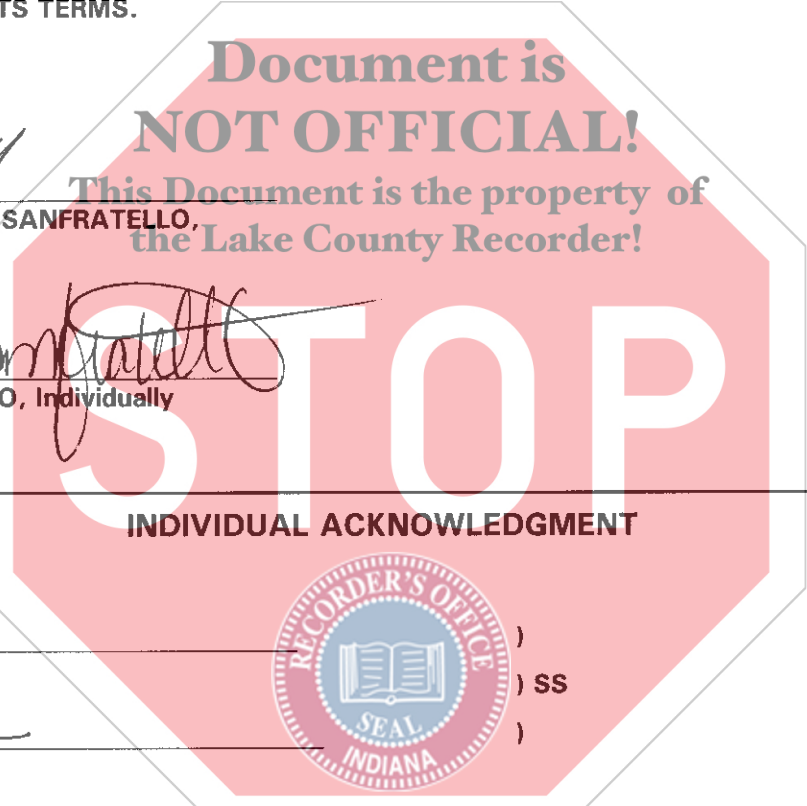 TS TERMS.
Document is
NOT OFFICIAL!
This Document is the property of
SANFRATELLO,
the Lake County Recorder!
STOP
O, Individually
INDIVIDUAL ACKNOWLEDGMENT
RECORDER'S OFFICE
)
) SS
SEAL
)
INDIANA